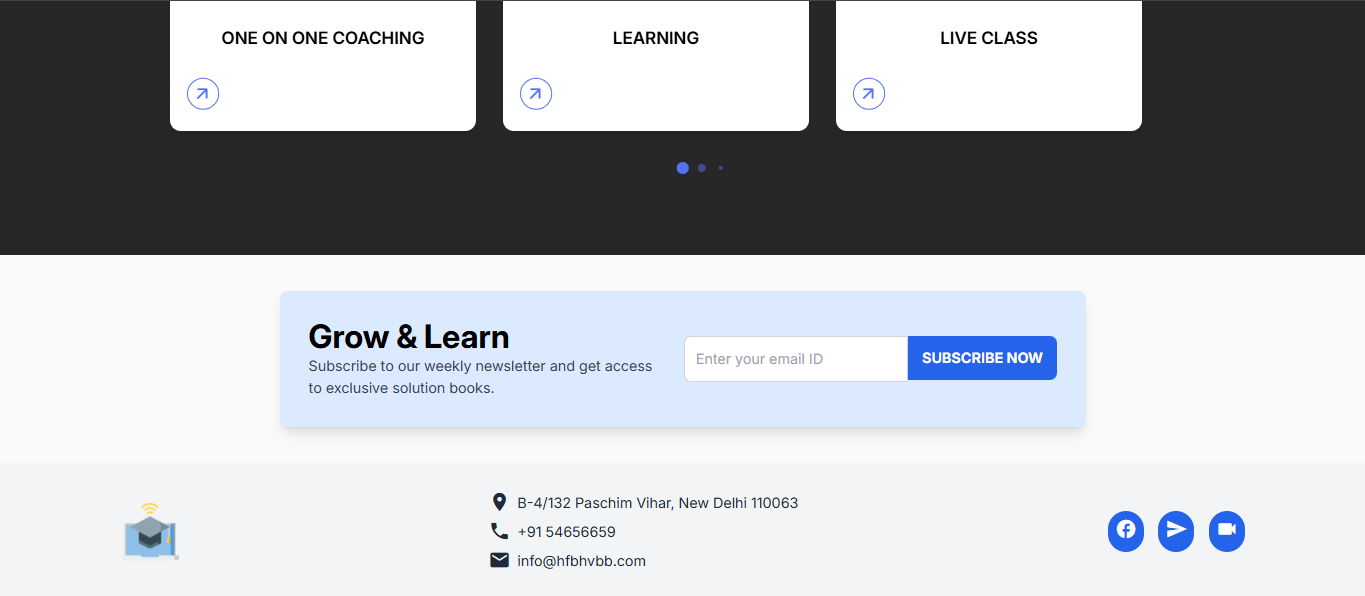 ONE ON ONE COACHING
LEARNING
LIVE CLASS
Grow & Learn
Subscribe to our weekly newsletter and get access
to exclusive solution books.
Enter your email ID
SUBSCRIBE NOW
B-4/132 Paschim Vihar, New Delhi 110063
+91 54656659
info@hfbhvbb.com